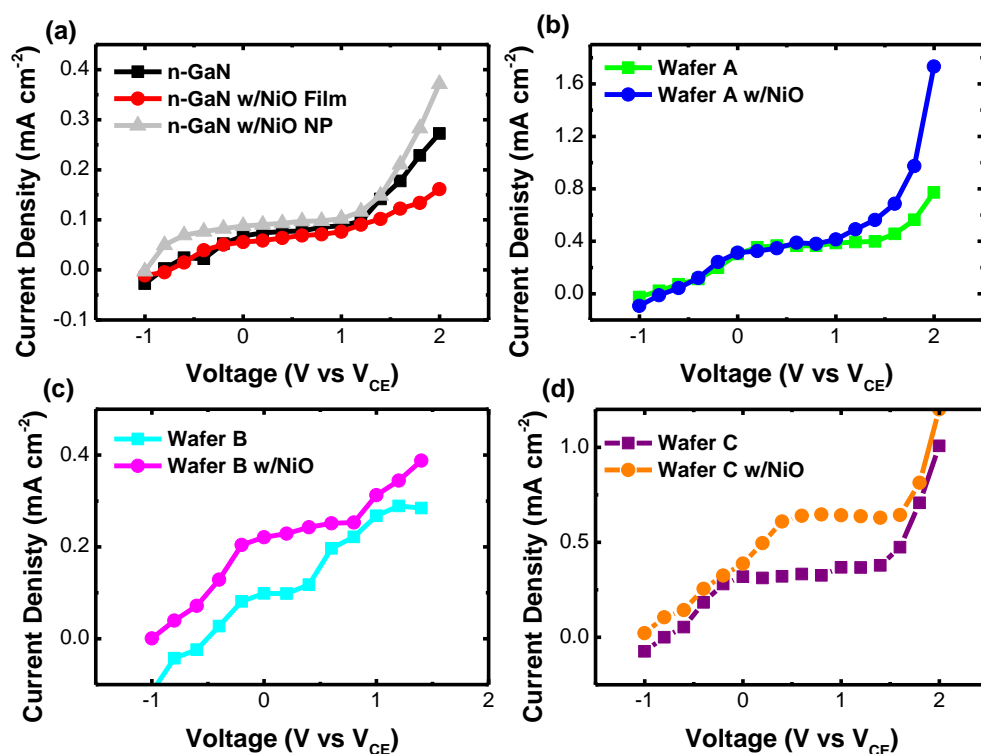 (a)
n-GaN
n-GaN w/NiO Film
n-GaN w/NiO NP
0.4
0.3
0.2
0.1
0.0
-0.1
Current Density (mA cm-2)
-1 0 1 2
Voltage (V vs VCE)
(b)
Wafer A
Wafer A w/NiO
1.6
1.2
0.8
0.4
0.0
Current Denisty (mA cm-2)
-1 0 1 2
Voltage (V vs VCE)
(c)
Wafer B
Wafer B w/NiO
0.4
0.2
0.0
Current Denisty (mA cm-2)
-1 0 1 2
Voltage (V vs VCE)
(d)
Wafer C
Wafer C w/NiO
1.0
0.5
0.0
Current Denisty (mA cm-2)
-1 0 1 2
Voltage (V vs VCE)